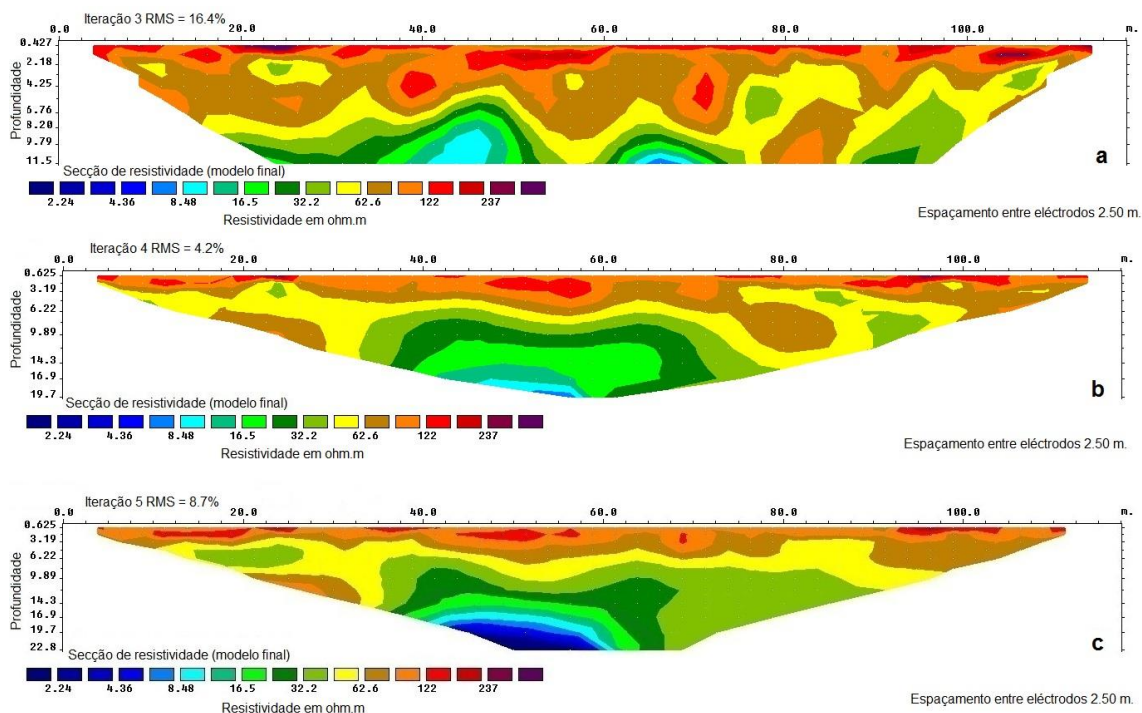 Iteração 3 RMS = 16.4%
0.0 20.0 40.0 60.0 80.0 100.0 m.
Profundidade
0.427
2.18
4.25
6.76
8.20
9.79
11.5
a
Secção de resistividade (modelo final)
2.24 4.36 8.48 16.5 32.2 62.6 122 237
Resistividade em ohm.m
Espaçamento entre eléctrodos 2.50 m.
Iteração 4 RMS = 4.2%
0.0 20.0 40.0 60.0 80.0 100.0 m.
Profundidade
0.625
3.19
6.22
9.89
14.3
16.9
19.7
b
Secção de resistividade (modelo final)
2.24 4.36 8.48 16.5 32.2 62.6 122 237
Resistividade em ohm.m
Espaçamento entre eléctrodos 2.50 m.
Iteração 5 RMS = 8.7%
0.0 20.0 40.0 60.0 80.0 100.0 m.
Profundidade
0.625
3.19
6.22
9.89
14.3
16.9
19.7
22.8
c
Secção de resistividade (modelo final)
2.24 4.36 8.48 16.5 32.2 62.6 122 237
Resistividade em ohm.m
Espaçamento entre eléctrodos 2.50 m.